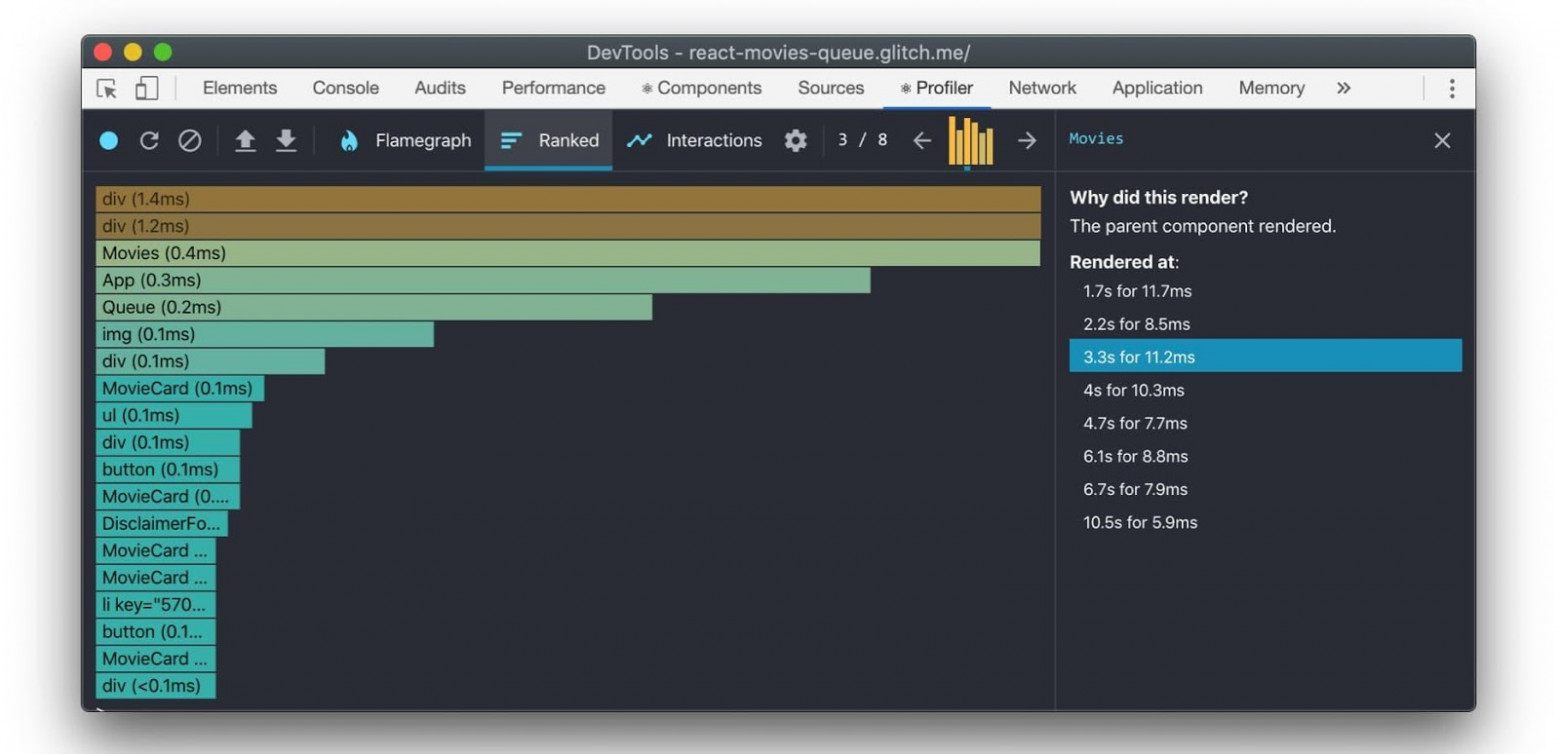 DevTools - react-movies-queue.glitch.me/
Elements Console Audits Performance Components Sources Profiler Network Application Memory »
Flamegraph Ranked Interactions 3 / 8 ← →
Movies
div (1.4ms)
div (1.2ms)
Movies (0.4ms)
App (0.3ms)
Queue (0.2ms)
img (0.1ms)
div (0.1ms)
MovieCard (0.1ms)
ul (0.1ms)
div (0.1ms)
button (0.1ms)
MovieCard (0....
DisclaimerFo...
MovieCard ...
MovieCard ...
li key="570...
button (0.1...
MovieCard ...
div (<0.1ms)
Why did this render?
The parent component rendered.
Rendered at:
1.7s for 11.7ms
2.2s for 8.5ms
3.3s for 11.2ms
4s for 10.3ms
4.7s for 7.7ms
6.1s for 8.8ms
6.7s for 7.9ms
10.5s for 5.9ms